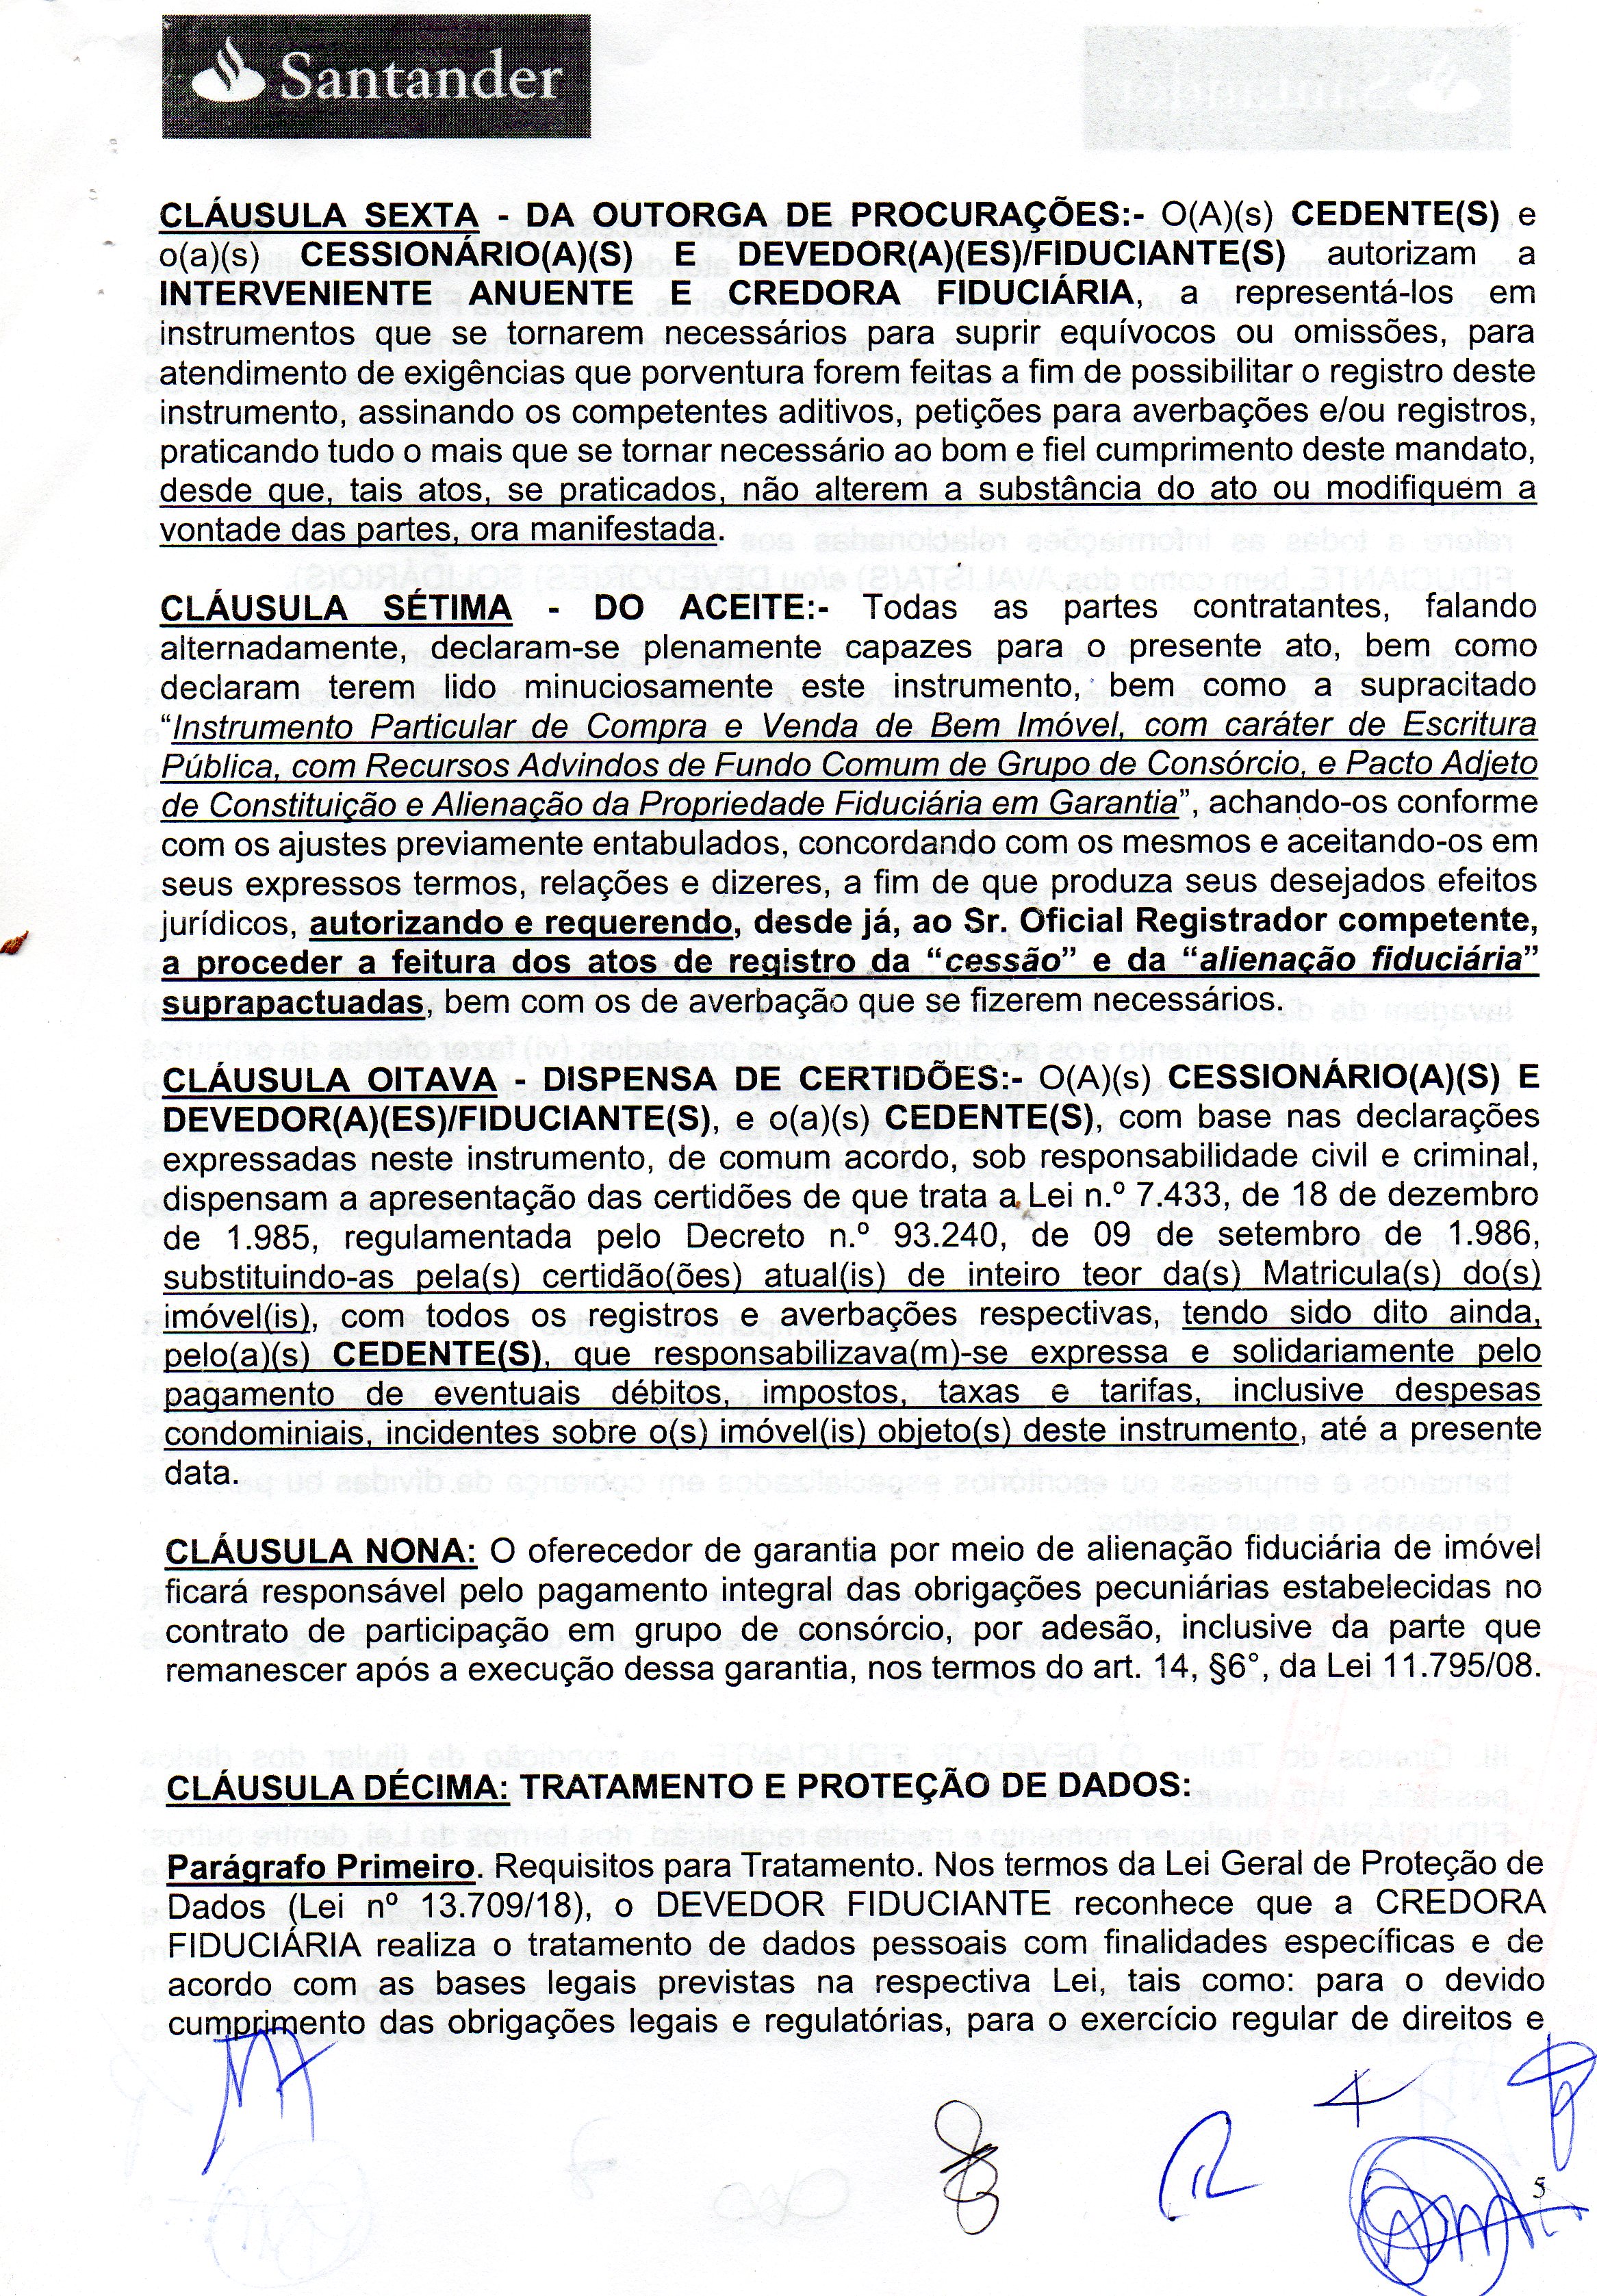 Santander
CLÁUSULA SEXTA - DA OUTORGA DE PROCURAÇÕES:- O(A)(s) CEDENTE(S) e
o(a)(s) CESSIONÁRIO(A)(S) E DEVEDOR(A)(ES)/FIDUCIANTE(S) autorizam a
INTERVENIENTE ANUENTE E CREDORA FIDUCIÁRIA, a representá-los em
instrumentos que se tornarem necessários para suprir equívocos ou omissões, para
atendimento de exigências que porventura forem feitas a fim de possibilitar o registro deste
instrumento, assinando os competentes aditivos, petições para averbações e/ou registros,
praticando tudo o mais que se tornar necessário ao bom e fiel cumprimento deste mandato,
desde que, tais atos, se praticados, não alterem a substância do ato ou modifiquem a
vontade das partes, ora manifestada.
CLÁUSULA SÉTIMA - DO ACEITE:- Todas as partes contratantes, falando
alternadamente, declaram-se plenamente capazes para o presente ato, bem como
declaram terem lido minuciosamente este instrumento, bem como a supracitado
“Instrumento Particular de Compra e Venda de Bem Imóvel, com caráter de Escritura
Pública, com Recursos Advindos de Fundo Comum de Grupo de Consórcio, e Pacto Adjeto
de Constituição e Alienação da Propriedade Fiduciária em Garantia”, achando-os conforme
com os ajustes previamente entabulados, concordando com os mesmos e aceitando-os em
seus expressos termos, relações e dizeres, a fim de que produza seus desejados efeitos
jurídicos, autorizando e requerendo, desde já, ao Sr. Oficial Registrador competente,
a proceder a feitura dos atos de registro da “cessão” e da “alienação fiduciária”
suprapactuadas, bem com os de averbação que se fizerem necessários.
CLÁUSULA OITAVA - DISPENSA DE CERTIDÕES:- O(A)(s) CESSIONÁRIO(A)(S) E
DEVEDOR(A)(ES)/FIDUCIANTE(S), e o(a)(s) CEDENTE(S), com base nas declarações
expressadas neste instrumento, de comum acordo, sob responsabilidade civil e criminal,
dispensam a apresentação das certidões de que trata a Lei n.º 7.433, de 18 de dezembro
de 1.985, regulamentada pelo Decreto n.º 93.240, de 09 de setembro de 1.986,
substituindo-as pela(s) certidão(ões) atual(is) de inteiro teor da(s) Matricula(s) do(s)
imóvel(is), com todos os registros e averbações respectivas, tendo sido dito ainda,
pelo(a)(s) CEDENTE(S), que responsabilizava(m)-se expressa e solidariamente pelo
pagamento de eventuais débitos, impostos, taxas e tarifas, inclusive despesas
condominiais, incidentes sobre o(s) imóvel(is) objeto(s) deste instrumento, até a presente
data.
CLÁUSULA NONA: O oferecedor de garantia por meio de alienação fiduciária de imóvel
ficará responsável pelo pagamento integral das obrigações pecuniárias estabelecidas no
contrato de participação em grupo de consórcio, por adesão, inclusive da parte que
remanescer após a execução dessa garantia, nos termos do art. 14, §6°, da Lei 11.795/08.
CLÁUSULA DÉCIMA: TRATAMENTO E PROTEÇÃO DE DADOS:
Parágrafo Primeiro. Requisitos para Tratamento. Nos termos da Lei Geral de Proteção de
Dados (Lei nº 13.709/18), o DEVEDOR FIDUCIANTE reconhece que a CREDORA
FIDUCIÁRIA realiza o tratamento de dados pessoais com finalidades específicas e de
acordo com as bases legais previstas na respectiva Lei, tais como: para o devido
cumprimento das obrigações legais e regulatórias, para o exercício regular de direitos e
5